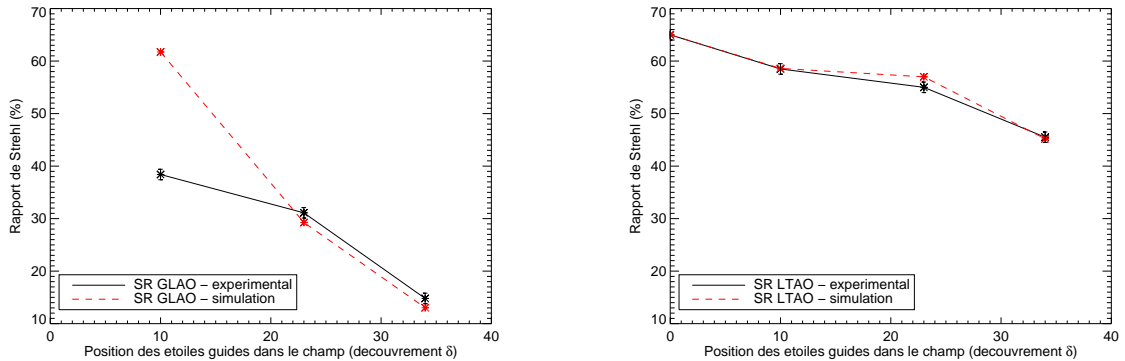 70
60
50
40
30
20
10
Rapport de Strehl (%)
SR GLAO − experimental
SR GLAO − simulation
0 10 20 30 40
Position des etoiles guides dans le champ (decouvrement δ)
70
60
50
40
30
20
10
Rapport de Strehl (%)
SR LTAO − experimental
SR LTAO − simulation
0 10 20 30 40
Position des etoiles guides dans le champ (decouvrement δ)